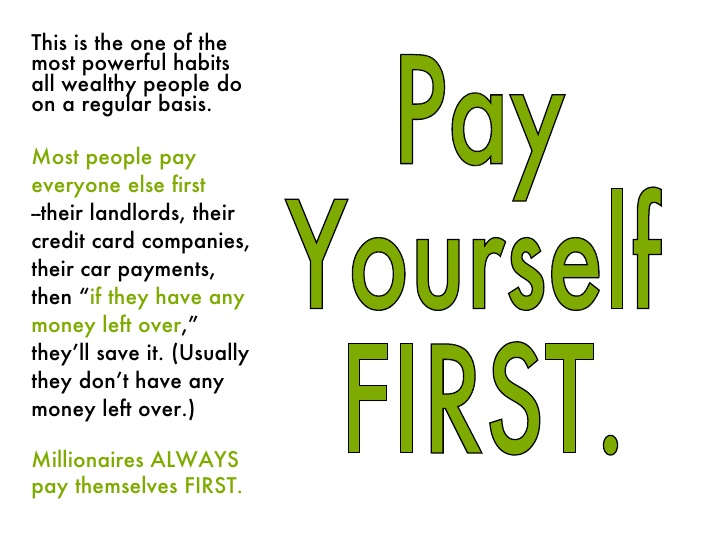 This is the one of the
most powerful habits
all wealthy people do
on a regular basis.
Most people pay
everyone else first
–their landlords, their
credit card companies,
their car payments,
then “if they have any
money left over,”
they’ll save it. (Usually
they don’t have any
money left over.)
Millionaires ALWAYS
pay themselves FIRST.
Pay
Yourself
FIRST.